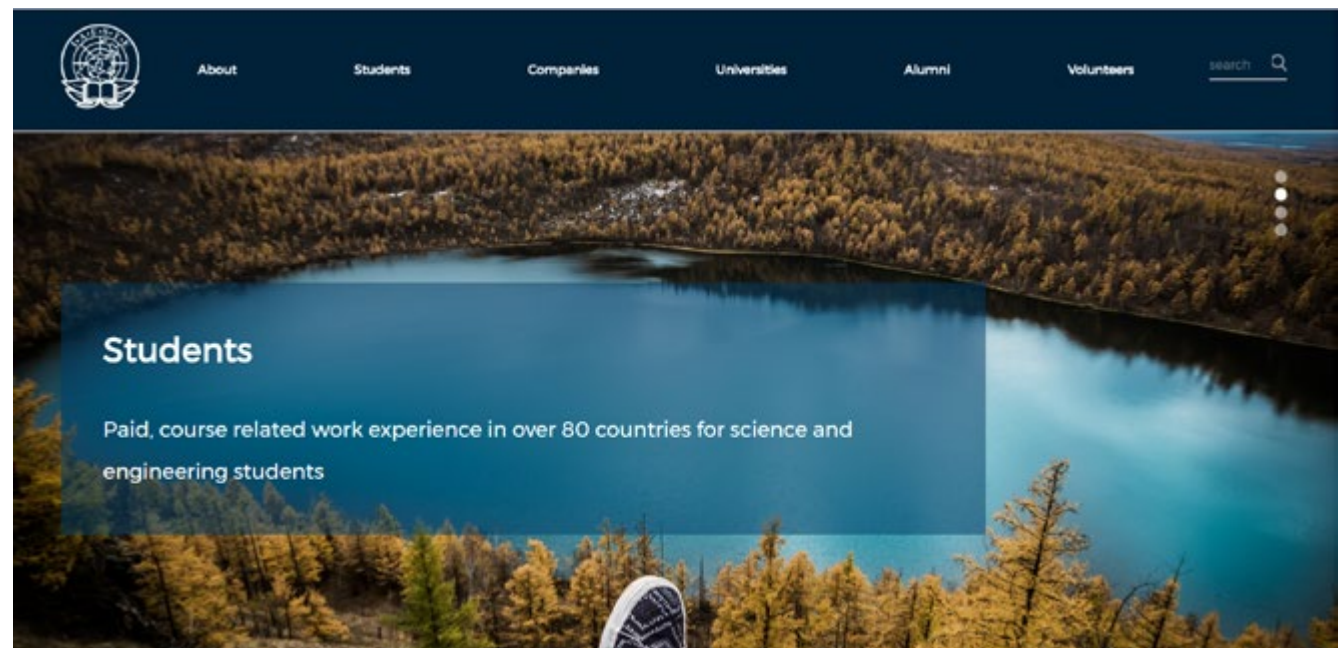 I.A.E.S.T.E.
About
Students
Companies
Universities
Alumni
Volunteers
search
Students
Paid, course related work experience in over 80 countries for science and
engineering students